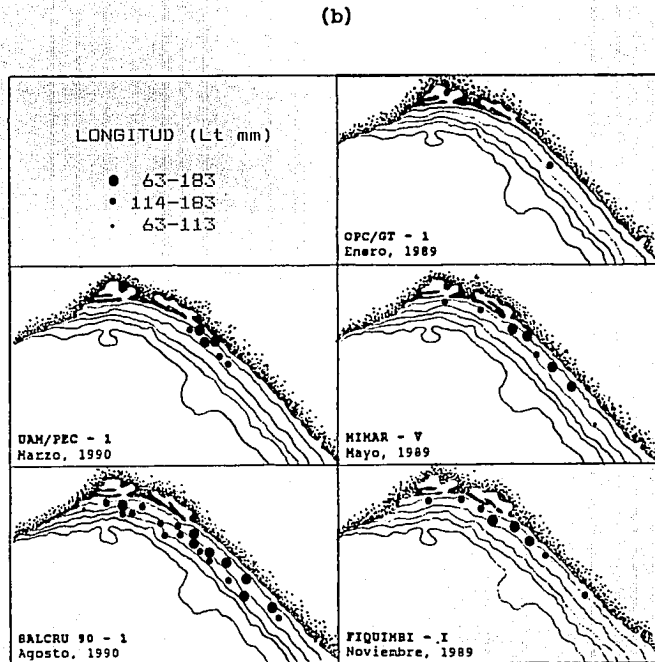 (b)
LONGITUD (Lt mm)
63-183
114-183
63-113
OPC/GT - 1
Enero, 1989
UAM/PEC - 1
Marzo, 1990
MIMAR - V
Mayo, 1989
BALCRU 90 - 1
Agosto, 1990
FIQUIMBI - I
Noviembre, 1989